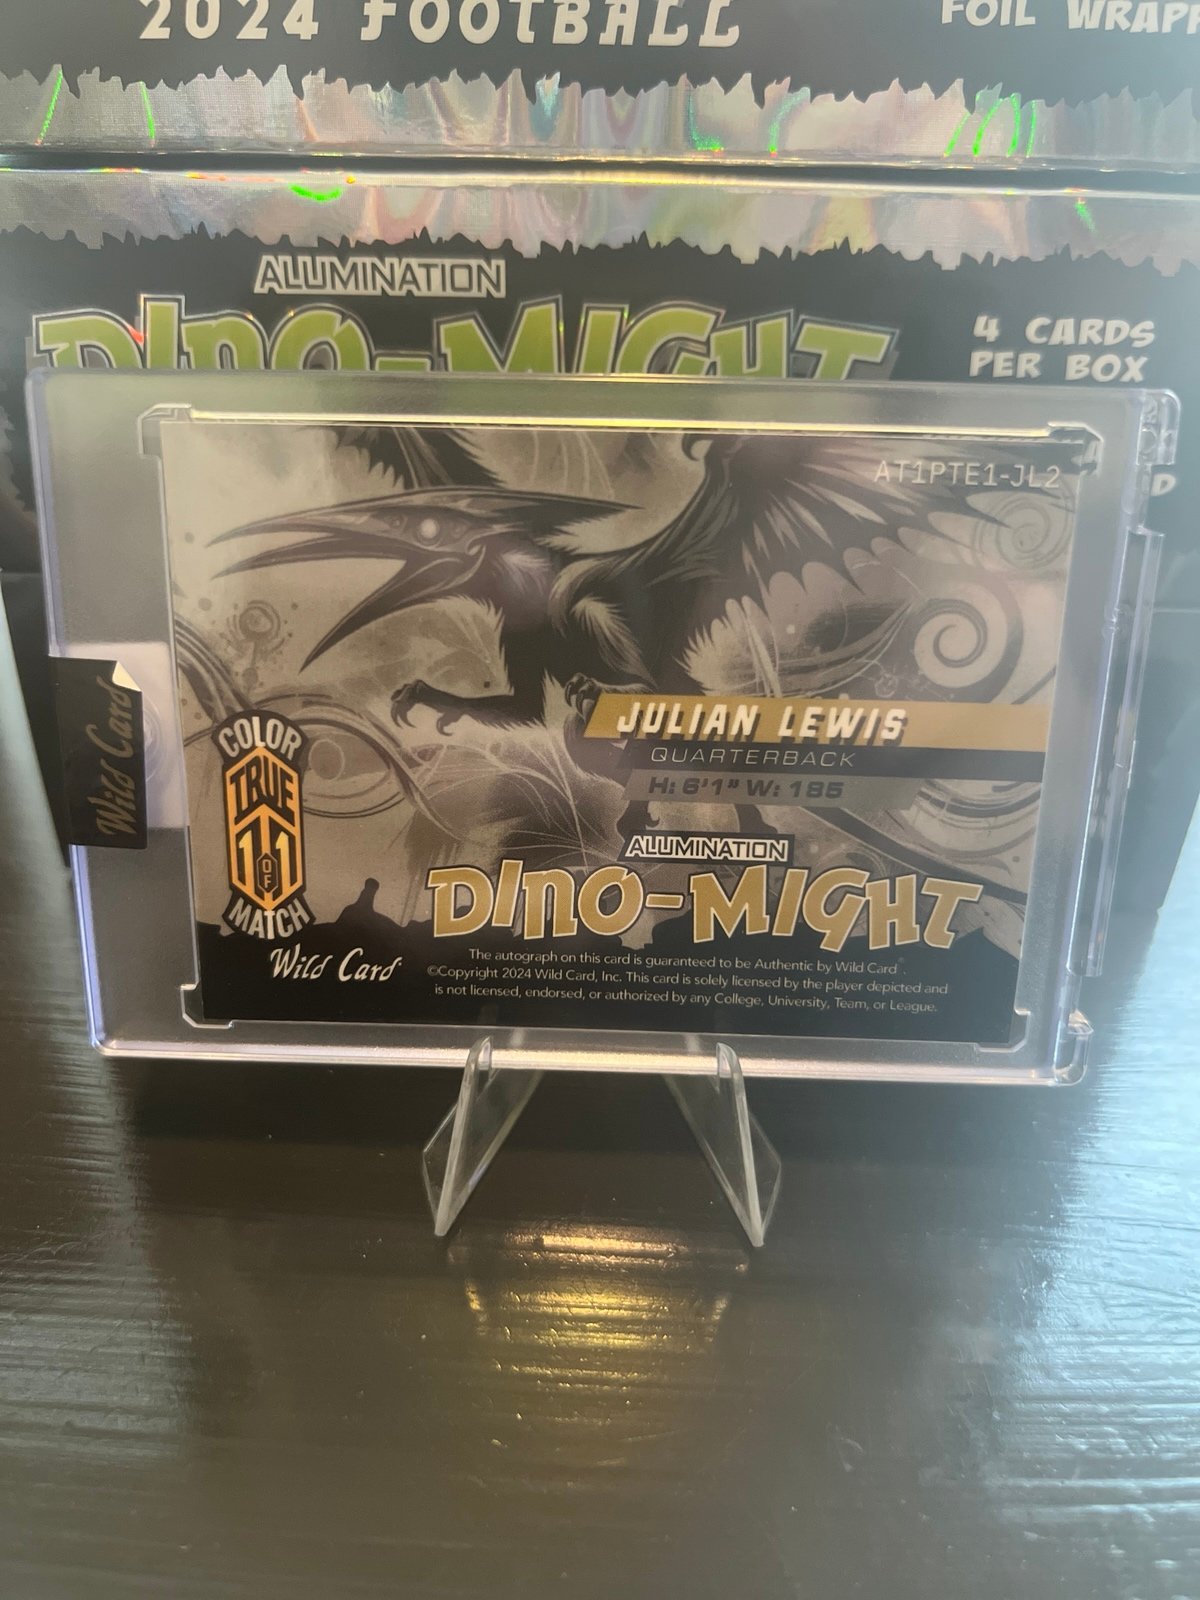 2024 FOOTBALL
FOIL WRAPP
ALUMINATION
DINO-MIGHT
4 CARDS
PER BOX
AT1PTE1-JL2
Wild Card
JULIAN LEWIS
QUARTERBACK
H: 6'1" W: 185
COLOR
TRUE
1 OF 1
MATCH
Wild Card
ALUMINATION
DINO-MIGHT
The autograph on this card is guaranteed to be Authentic by Wild Card®.
©Copyright 2024 Wild Card, Inc. This card is solely licensed by the player depicted and
is not licensed, endorsed, or authorized by any College, University, Team, or League.